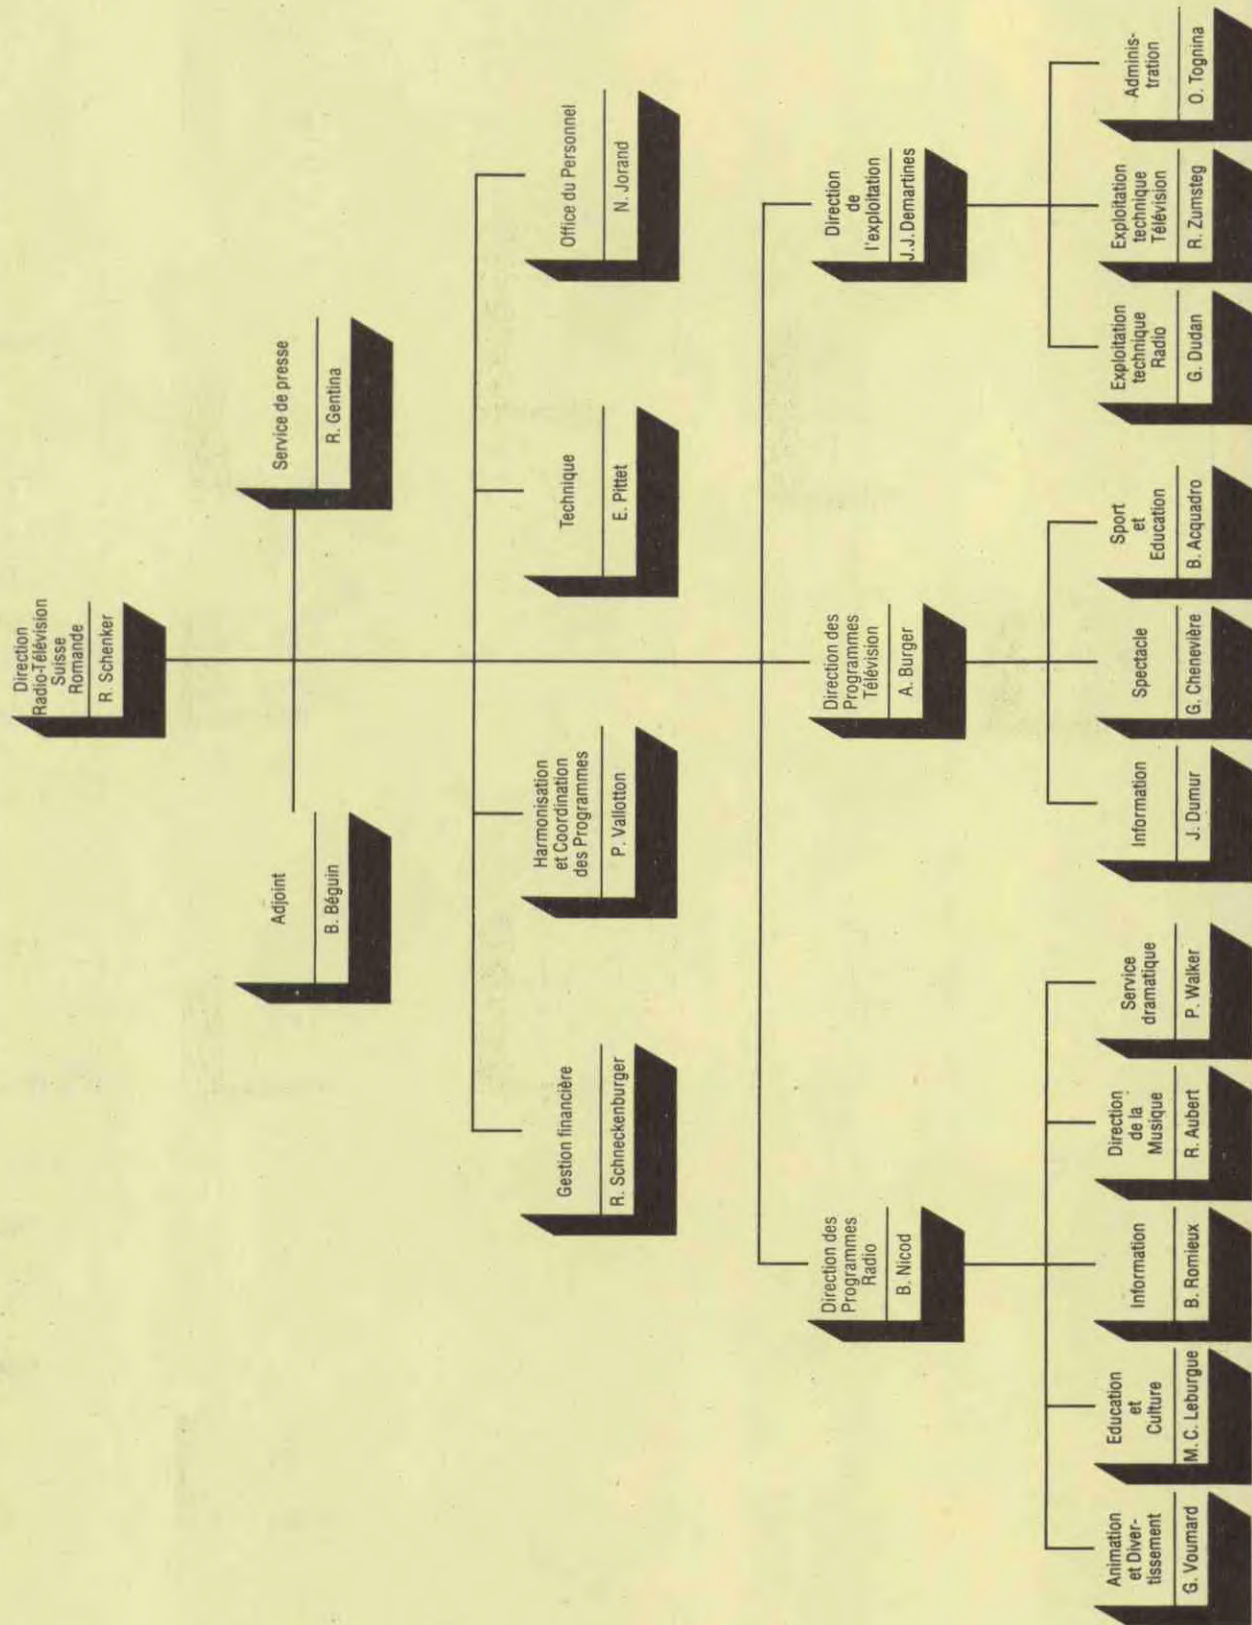 Direction
Radio-Télévision
Suisse
Romande
R. Schenker
Adjoint
B. Béguin
Service de presse
R. Gentina
Gestion financière
R. Schneckenburger
Harmonisation
et Coordination
des Programmes
P. Vallotton
Technique
E. Pittet
Office du Personnel
N. Jorand
Direction des
Programmes
Radio
B. Nicod
Direction des
Programmes
Télévision
A. Burger
Direction
de
l'exploitation
J.J. Demartines
Animation
et Diver-
tissement
G. Voumard
Education
et
Culture
M. C. Leburgue
Information
B. Romieux
Direction
de la
Musique
R. Aubert
Service
dramatique
P. Walker
Information
J. Dumur
Spectacle
G. Chenevière
Sport
et
Education
B. Acquadro
Exploitation
technique
Radio
G. Dudan
Exploitation
technique
Télévision
R. Zumsteg
Adminis-
tration
O. Tognina